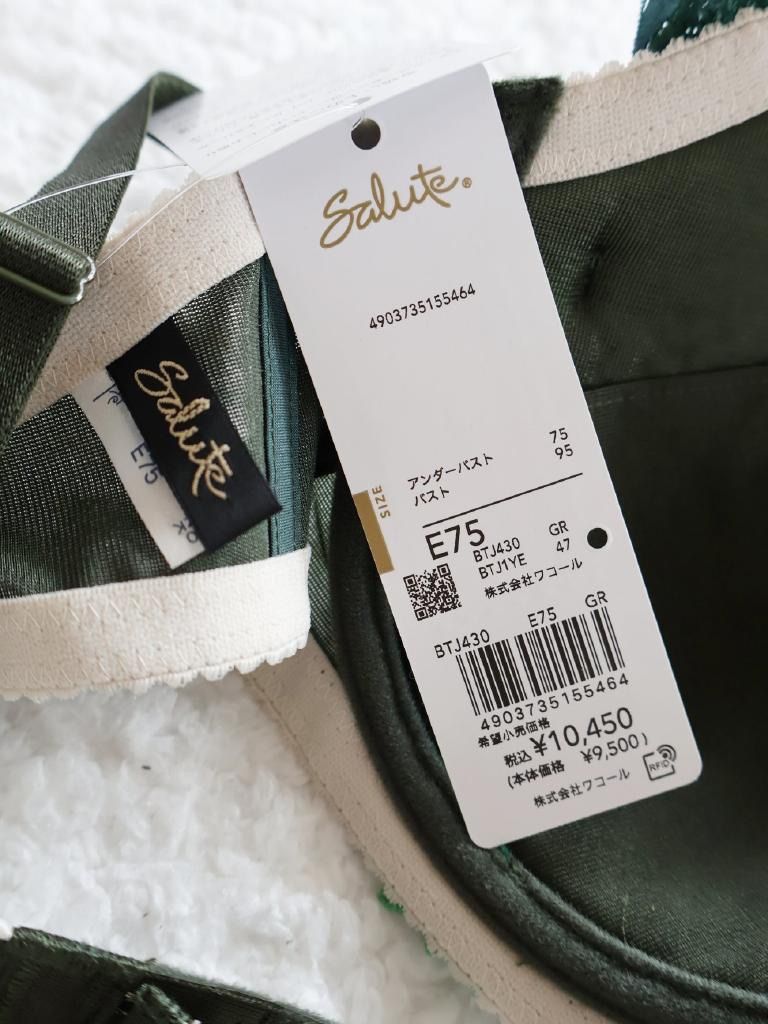 Salute®
4903735155464
アンダーバスト 75
バスト 95
SIZE
E75
BTJ430 GR
BTJ1YE 47
株式会社ワコール
BTJ430 E75 GR
4903735155464
希望小売価格
税込 ¥10,450
(本体価格 ¥9,500)
株式会社ワコール
RFID
Salute
E75